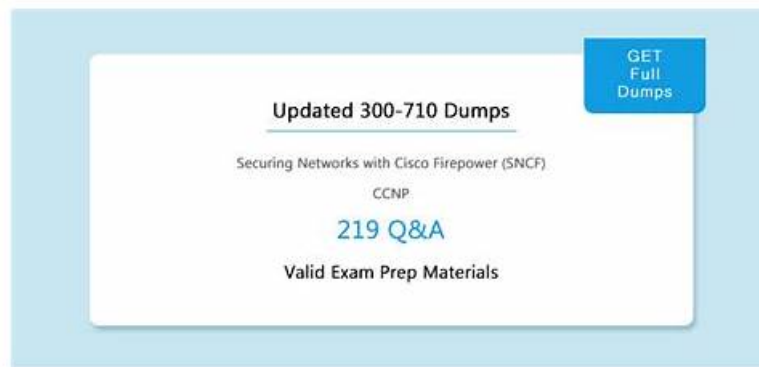 GET
Full
Dumps
Updated 300-710 Dumps
Securing Networks with Cisco Firepower (SNCF)
CCNP
219 Q&A
Valid Exam Prep Materials